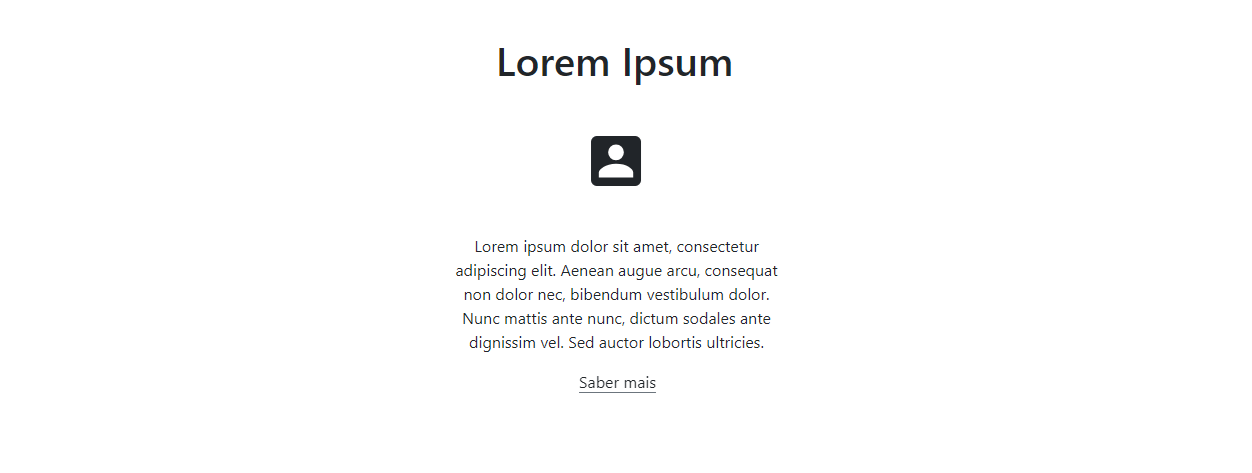 Lorem Ipsum
Lorem ipsum dolor sit amet, consectetur
adipiscing elit. Aenean augue arcu, consequat
non dolor nec, bibendum vestibulum dolor.
Nunc mattis ante nunc, dictum sodales ante
dignissim vel. Sed auctor lobortis ultricies.
Saber mais